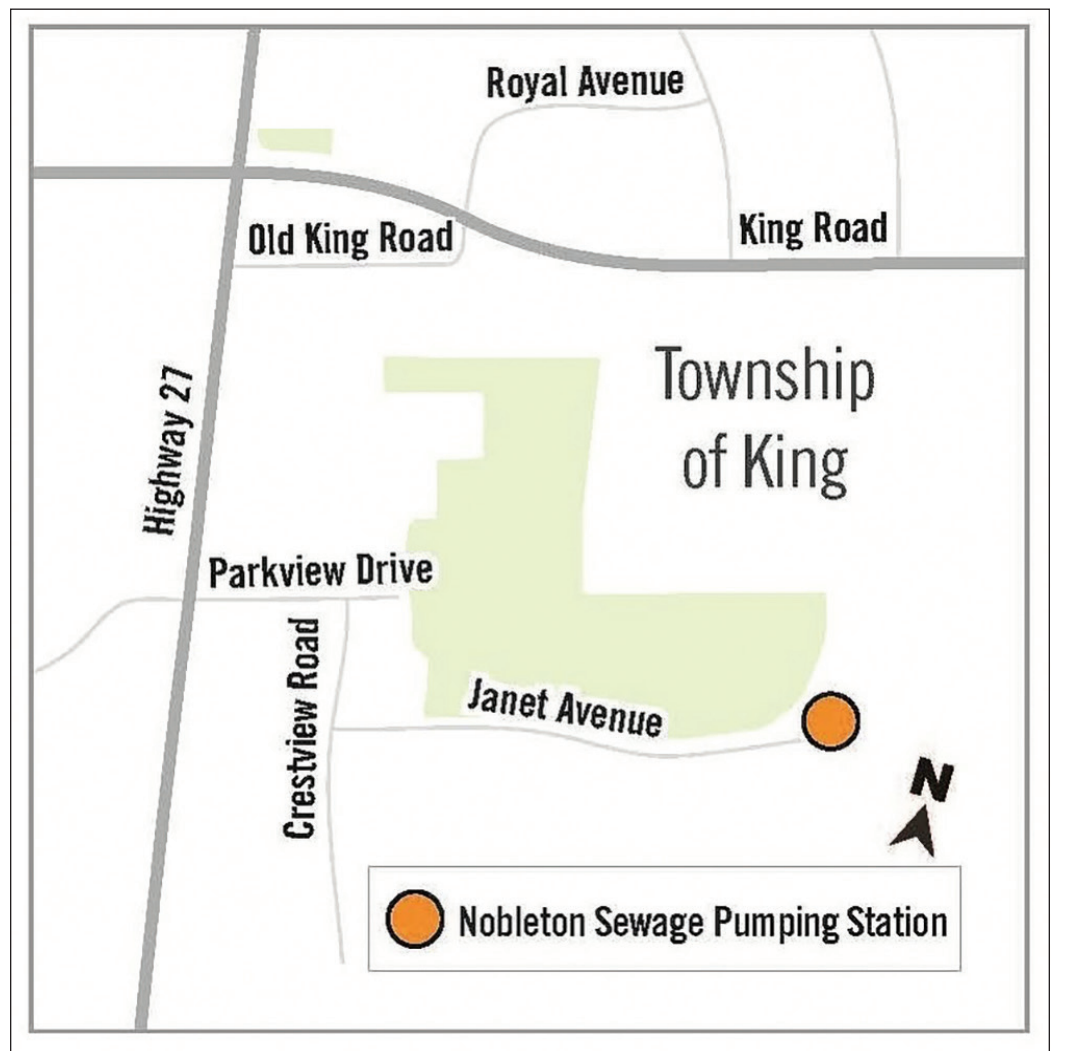 Royal Avenue
Old King Road
King Road
Township
of King
Highway 27
Parkview Drive
Crestview Road
Janet Avenue
N
Nobleton Sewage Pumping Station